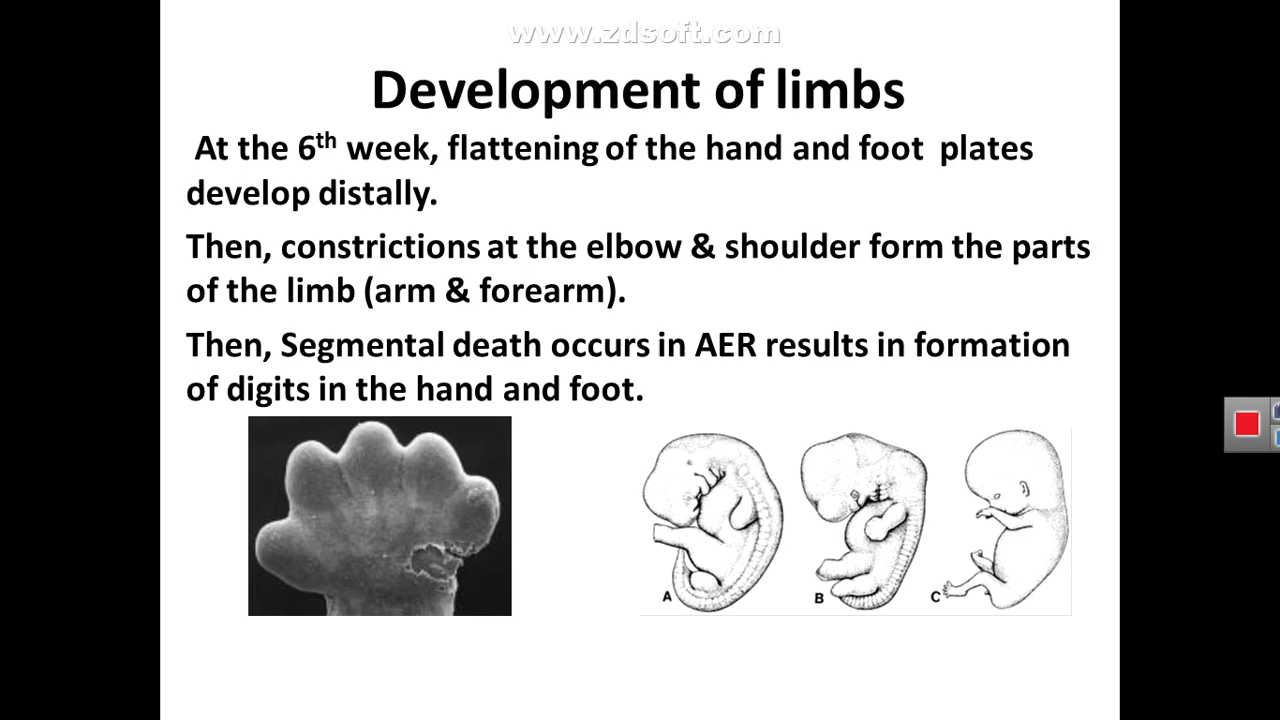 www.zdsoft.com
Development of limbs
At the 6th week, flattening of the hand and foot plates
develop distally.
Then, constrictions at the elbow & shoulder form the parts
of the limb (arm & forearm).
Then, Segmental death occurs in AER results in formation
of digits in the hand and foot.
A B C